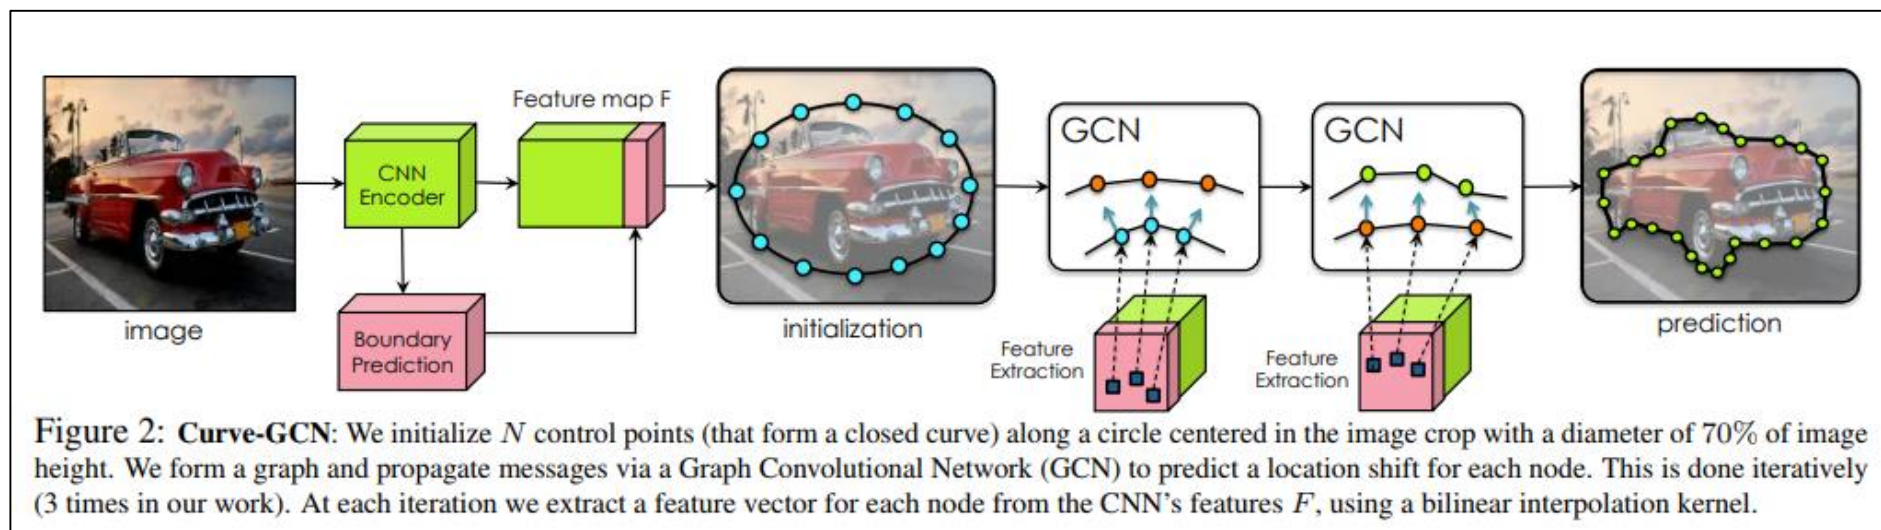 Feature map F
CNN
Encoder
Boundary
Prediction
image
initialization
GCN
GCN
Feature
Extraction
Feature
Extraction
prediction
Figure 2: Curve-GCN: We initialize N control points (that form a closed curve) along a circle centered in the image crop with a diameter of 70% of image
height. We form a graph and propagate messages via a Graph Convolutional Network (GCN) to predict a location shift for each node. This is done iteratively
(3 times in our work). At each iteration we extract a feature vector for each node from the CNN's features F, using a bilinear interpolation kernel.